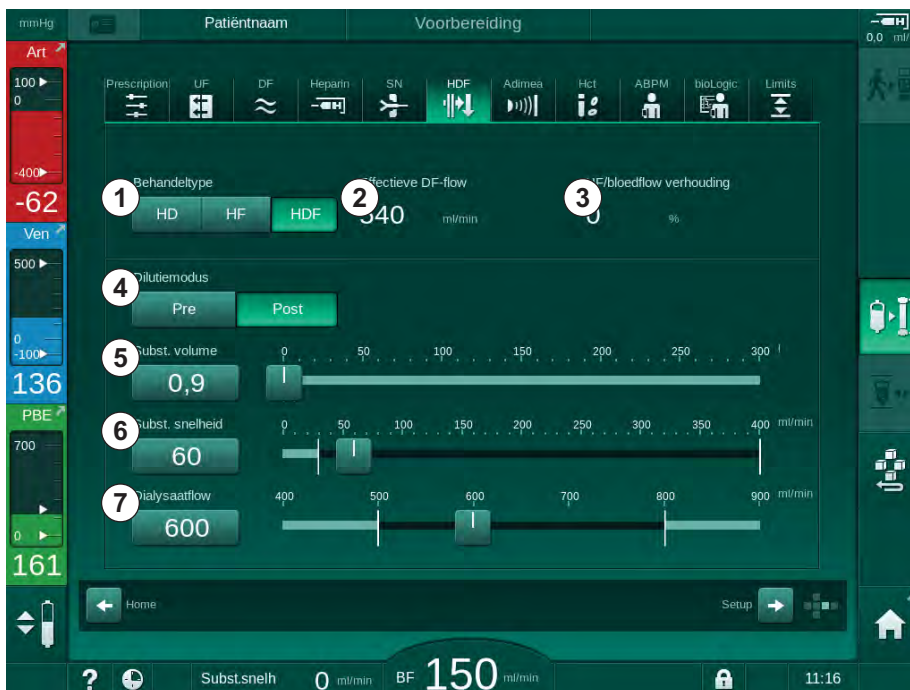 mmHg Patiëntnaam Voorbereiding 0,0 ml/
Art
100
0
-400
-62
Ven
500
0
-100
136
PBE
700
0
161
Prescription UF DF Heparin SN HDF Adimea Hct ABPM bioLogic Limits
1 Behandeltype
HD HF HDF
2 Effectieve DF-flow
540 ml/min
3 /bloedflow verhouding
0 %
4 Dilutiemodus
Pre Post
5 Subst. volume
0,9
0 50 100 150 200 250 300 l
6 Subst. snelheid
60
0 50 100 150 200 250 300 350 400 ml/min
7 Dialysaatflow
600
400 500 600 700 800 900 ml/min
Home Setup
? Subst.snelh 0 ml/min BF 150 ml/min 11:16